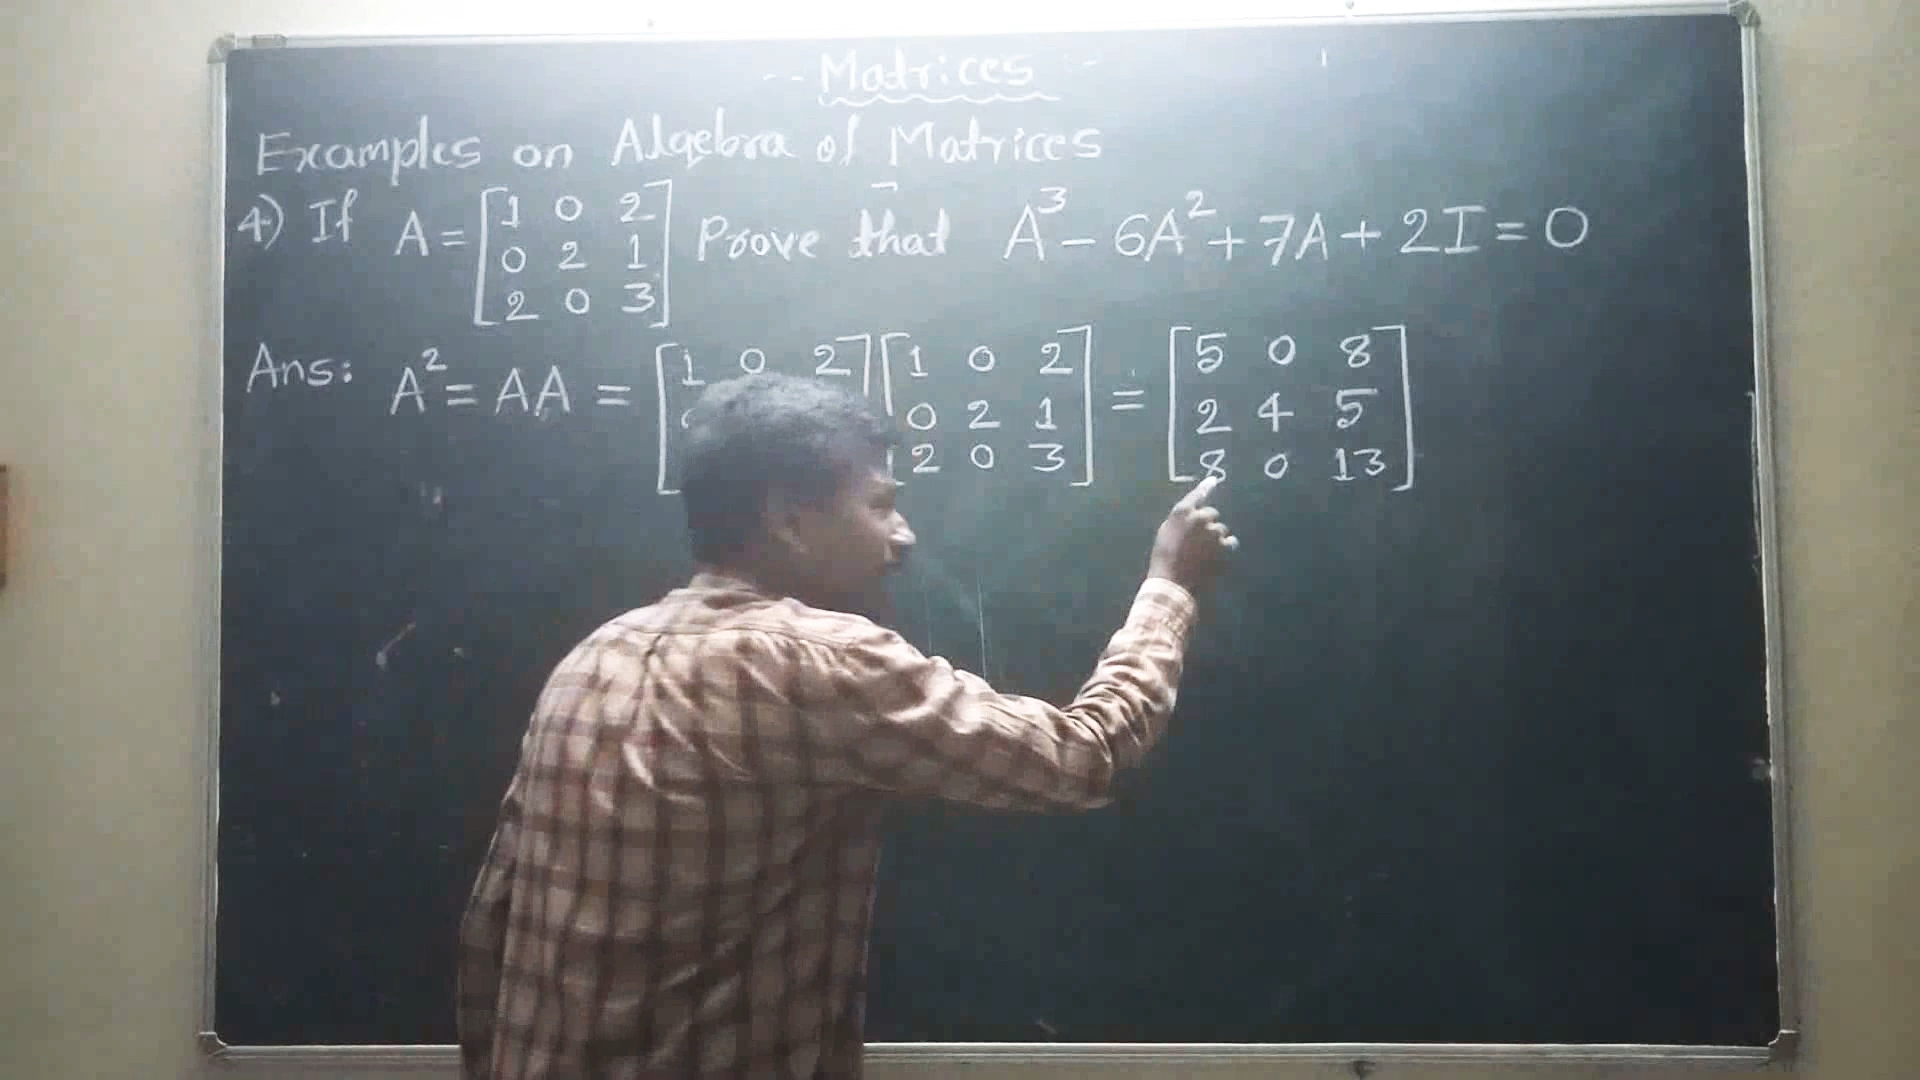 -- Matrices --
Examples on Algebra of Matrices
4) If A = [1 0 2 Prove that A³ - 6A² + 7A + 2I = 0
0 2 1
2 0 3]
Ans: A² = AA = [1 0 2] [1 0 2 = [5 0 8
0 2 1 2 4 5
2 0 3] 8 0 13]